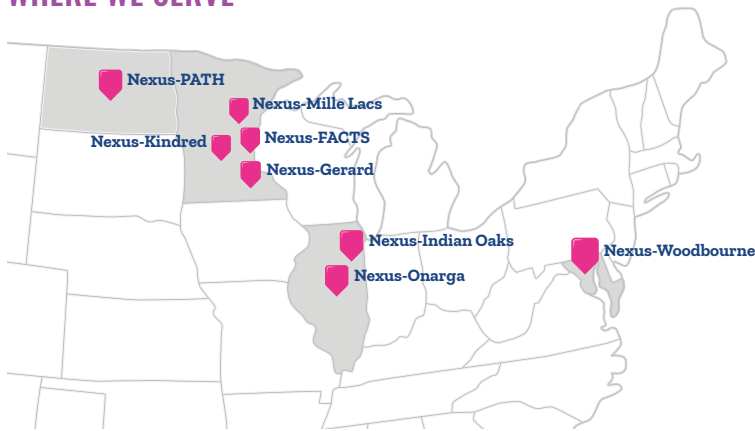 WHERE WE SERVE
Nexus-PATH
Nexus-Mille Lacs
Nexus-Kindred
Nexus-FACTS
Nexus-Gerard
Nexus-Indian Oaks
Nexus-Woodbourne
Nexus-Onarga